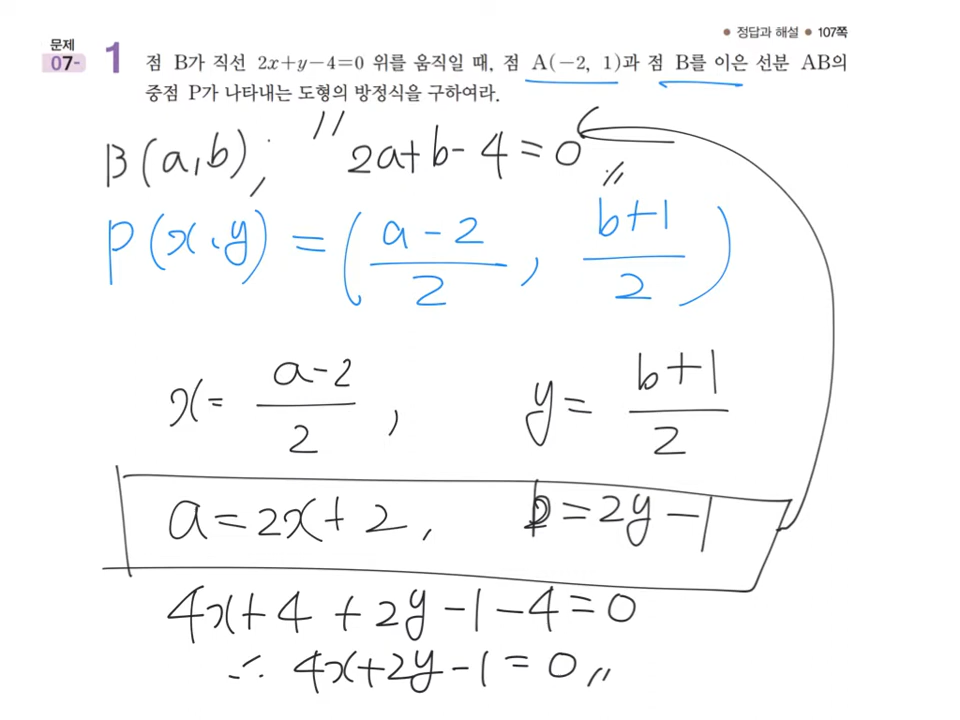 • 정답과 해설 • 107쪽
문제
07- 1 점 B가 직선 2x+y−4=0 위를 움직일 때, 점 A(−2, 1)과 점 B를 이은 선분 AB의
중점 P가 나타내는 도형의 방정식을 구하여라.
B(a,b); 〃 2a+b-4=0 〃
P(x,y) = (a-2/2, b+1/2)
x= a-2/2, y= b+1/2
a=2x+2, b=2y-1
4x+4+2y-1-4=0
∴ 4x+2y-1=0〃